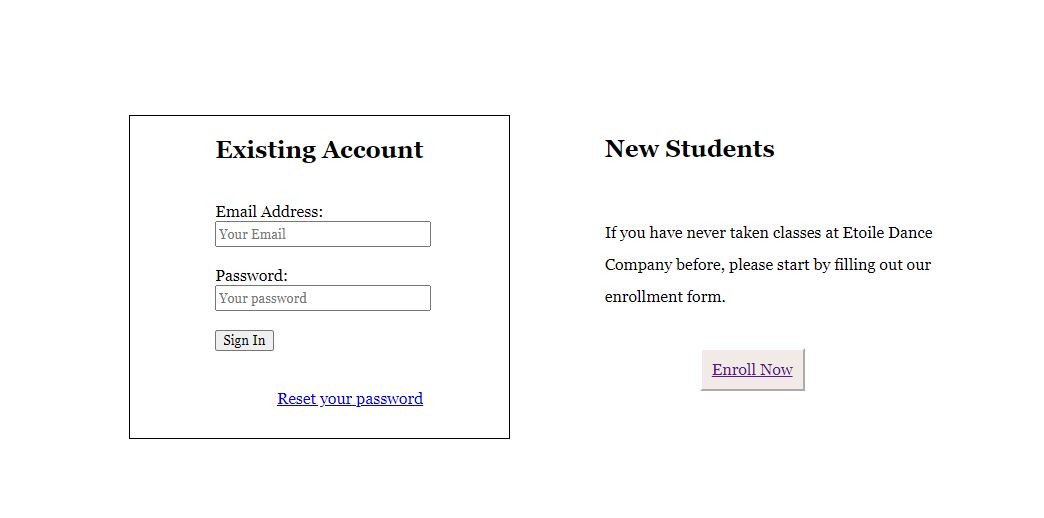 Existing Account
Email Address:
Your Email
Password:
Your password
Sign In
Reset your password
New Students
If you have never taken classes at Etoile Dance
Company before, please start by filling out our
enrollment form.
Enroll Now